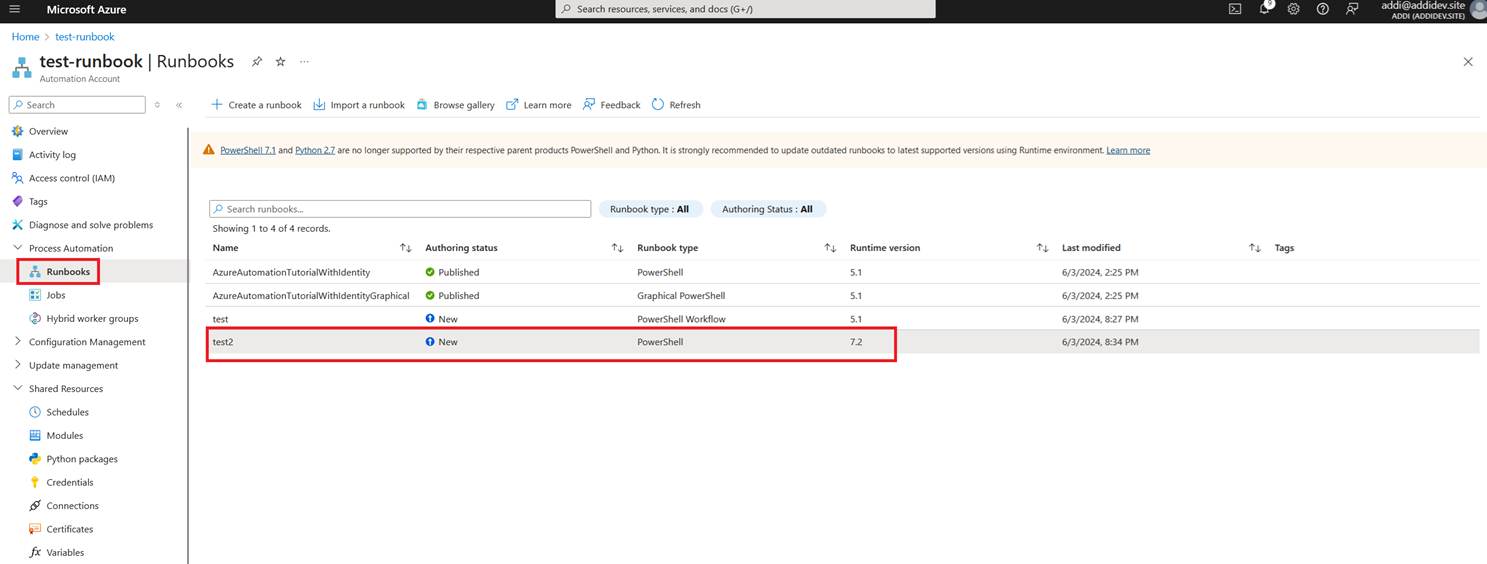 Microsoft Azure
Search resources, services, and docs (G+/)
9
addi@addidev.site
ADDI (ADDIDEV.SITE)
Home > test-runbook
test-runbook | Runbooks
Automation Account
Search
Create a runbook Import a runbook Browse gallery Learn more Feedback Refresh
Overview
Activity log
Access control (IAM)
Tags
Diagnose and solve problems
Process Automation
Runbooks
Jobs
Hybrid worker groups
Configuration Management
Update management
Shared Resources
Schedules
Modules
Python packages
Credentials
Connections
Certificates
Variables
PowerShell 7.1 and Python 2.7 are no longer supported by their respective parent products PowerShell and Python. It is strongly recommended to update outdated runbooks to latest supported versions using Runtime environment. Learn more
Search runbooks... Runbook type : All Authoring Status : All
Showing 1 to 4 of 4 records.
Name Authoring status Runbook type Runtime version Last modified Tags
AzureAutomationTutorialWithIdentity Published PowerShell 5.1 6/3/2024, 2:25 PM
AzureAutomationTutorialWithIdentityGraphical Published Graphical PowerShell 5.1 6/3/2024, 2:25 PM
test New PowerShell Workflow 5.1 6/3/2024, 8:27 PM
test2 New PowerShell 7.2 6/3/2024, 8:34 PM